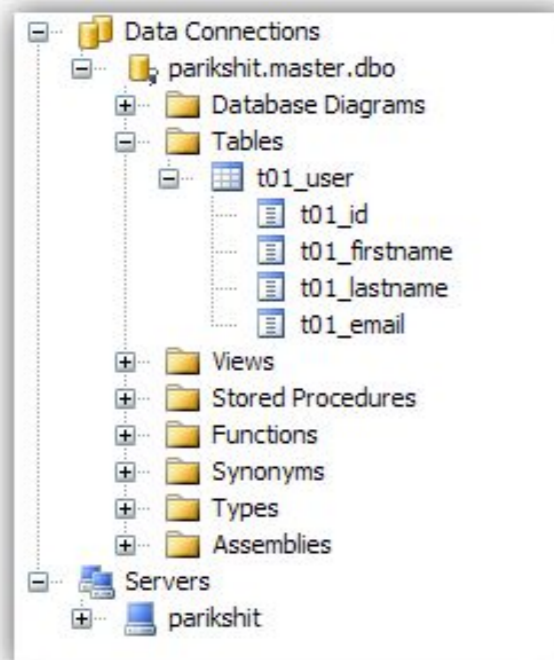 Data Connections
parikshit.master.dbo
Database Diagrams
Tables
t01_user
t01_id
t01_firstname
t01_lastname
t01_email
Views
Stored Procedures
Functions
Synonyms
Types
Assemblies
Servers
parikshit